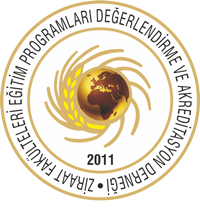 ZİRAAT FAKÜLTELERİ EĞİTİM PROGRAMLARI DEĞERLENDİRME VE AKREDİTASYON DERNEĞİ •
2011